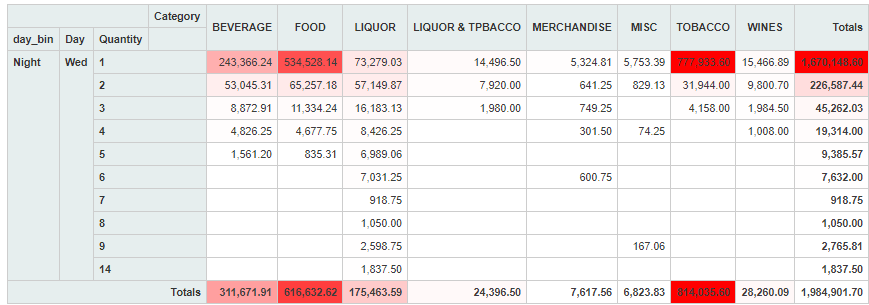 Category BEVERAGE FOOD LIQUOR LIQUOR & TPBACCO MERCHANDISE MISC TOBACCO WINES Totals
day_bin Day Quantity
Night Wed 1 243,366.24 534,528.14 73,279.03 14,496.50 5,324.81 5,753.39 777,933.60 15,466.89 1,670,148.60
2 53,045.31 65,257.18 57,149.87 7,920.00 641.25 829.13 31,944.00 9,800.70 226,587.44
3 8,872.91 11,334.24 16,183.13 1,980.00 749.25 4,158.00 1,984.50 45,262.03
4 4,826.25 4,677.75 8,426.25 301.50 74.25 1,008.00 19,314.00
5 1,561.20 835.31 6,989.06 9,385.57
6 7,031.25 600.75 7,632.00
7 918.75 918.75
8 1,050.00 1,050.00
9 2,598.75 167.06 2,765.81
14 1,837.50 1,837.50
Totals 311,671.91 616,632.62 175,463.59 24,396.50 7,617.56 6,823.83 814,035.60 28,260.09 1,984,901.70